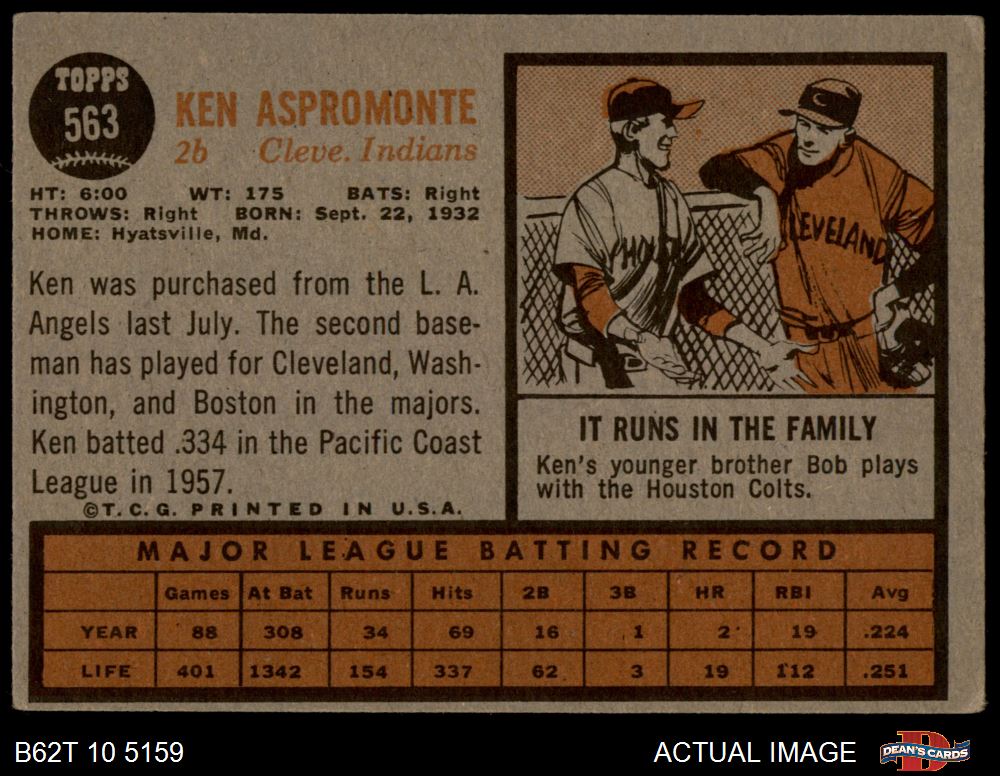 TOPPS
563
KEN ASPROMONTE
2b Cleve. Indians
HT: 6:00 WT: 175 BATS: Right
THROWS: Right BORN: Sept. 22, 1932
HOME: Hyatsville, Md.
Ken was purchased from the L. A.
Angels last July. The second base-
man has played for Cleveland, Wash-
ington, and Boston in the majors.
Ken batted .334 in the Pacific Coast
League in 1957.
©T.C.G. PRINTED IN U.S.A.
C
HOUST
CLEVELAND
IT RUNS IN THE FAMILY
Ken's younger brother Bob plays
with the Houston Colts.
MAJOR LEAGUE BATTING RECORD
Games At Bat Runs Hits 2B 3B HR RBI Avg
YEAR 88 308 34 69 16 1 2 19 .224
LIFE 401 1342 154 337 62 3 19 112 .251
B62T 10 5159
ACTUAL IMAGE
D
DEAN'S CARDS